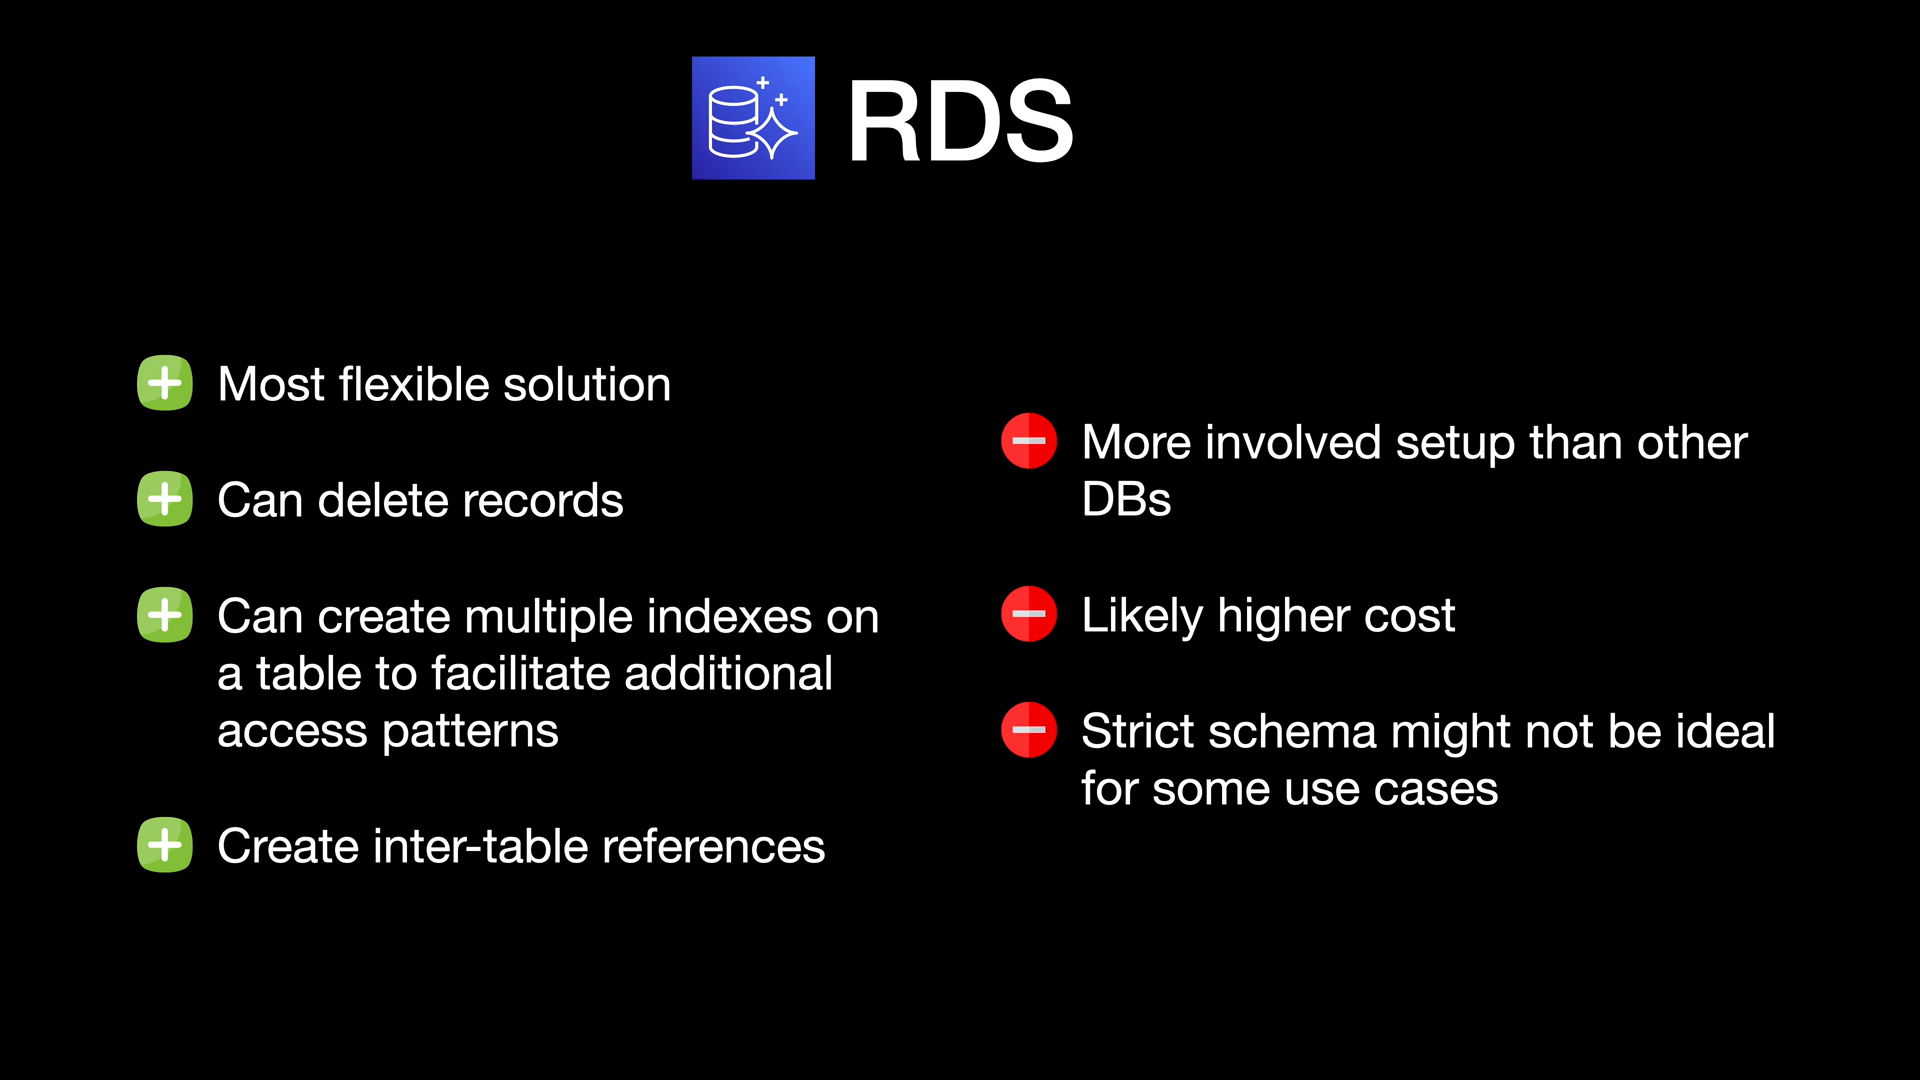 RDS
Most flexible solution
Can delete records
Can create multiple indexes on
a table to facilitate additional
access patterns
Create inter-table references
More involved setup than other
DBs
Likely higher cost
Strict schema might not be ideal
for some use cases